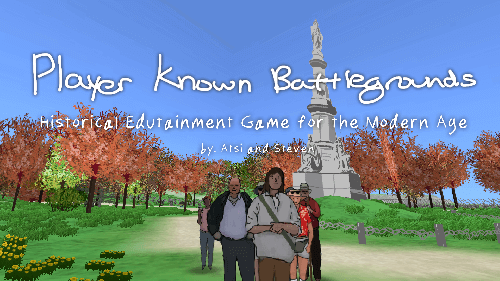 Player Known Battlegrounds
Historical Edutainment Game for the Modern Age
by. Atsi and Steven